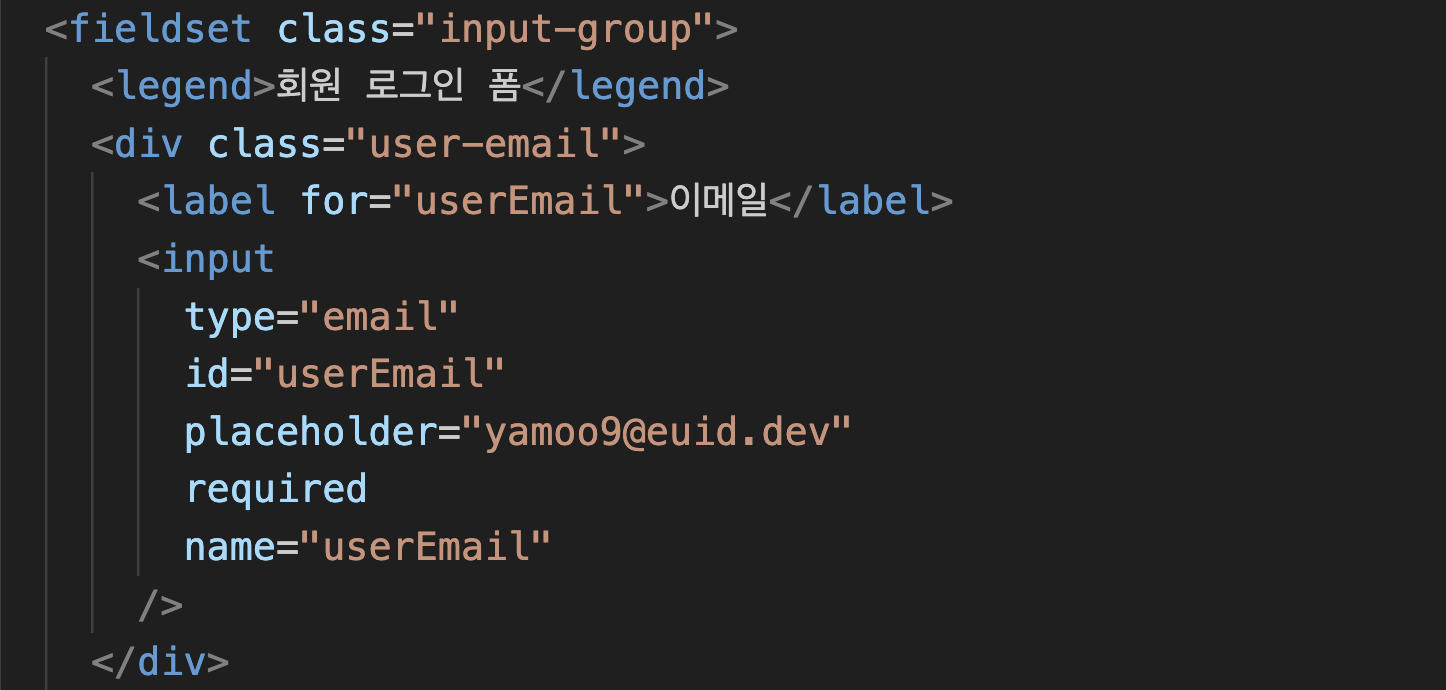 <fieldset class="input-group">
<legend>회원 로그인 폼</legend>
<div class="user-email">
<label for="userEmail">이메일</label>
<input
type="email"
id="userEmail"
placeholder="yamoo9@euid.dev"
required
name="userEmail"
/>
</div>